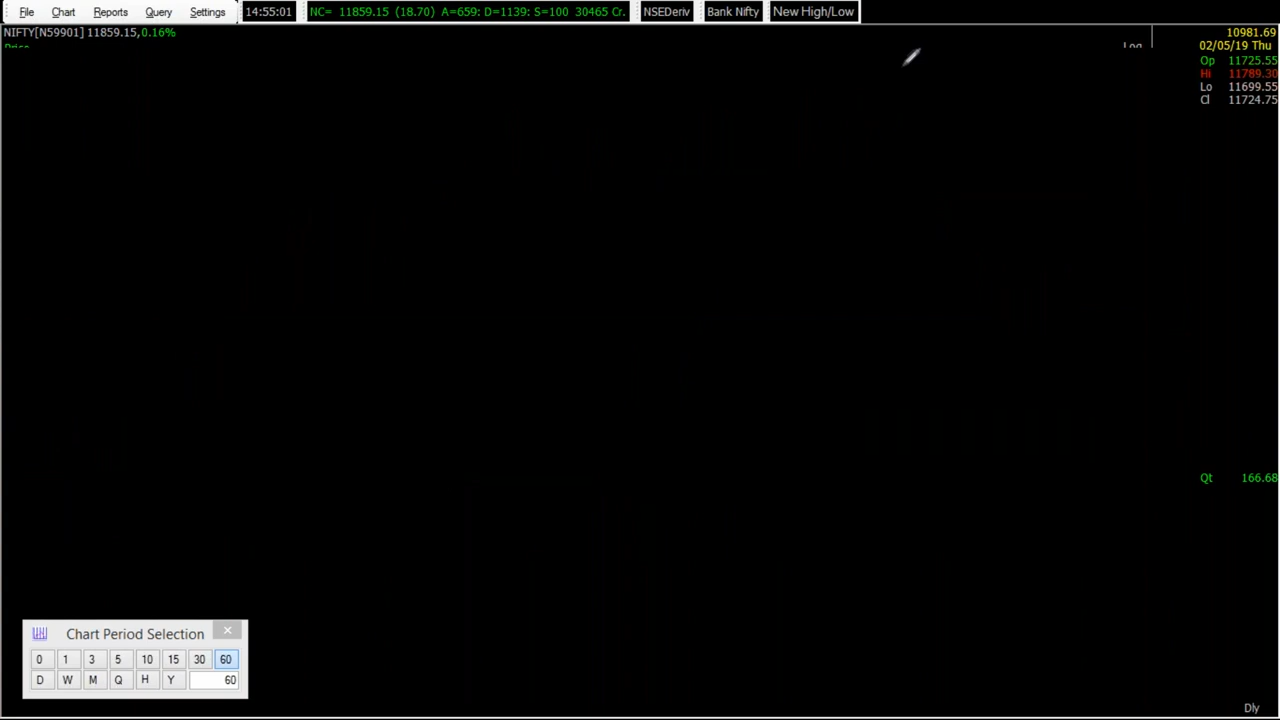 File Chart Reports Query Settings 14:55:01 NC= 11859.15 (18.70) A=659: D=1139: S=100 30465 Cr. NSEDeriv Bank Nifty New High/Low
NIFTY[N59901] 11859.15,0.16% 10981.69
Price Log 02/05/19 Thu
Op 11725.55
Hi 11789.30
Lo 11699.55
Cl 11724.75
Qt 166.68
Chart Period Selection
0 1 3 5 10 15 30 60
D W M Q H Y 60
Dly